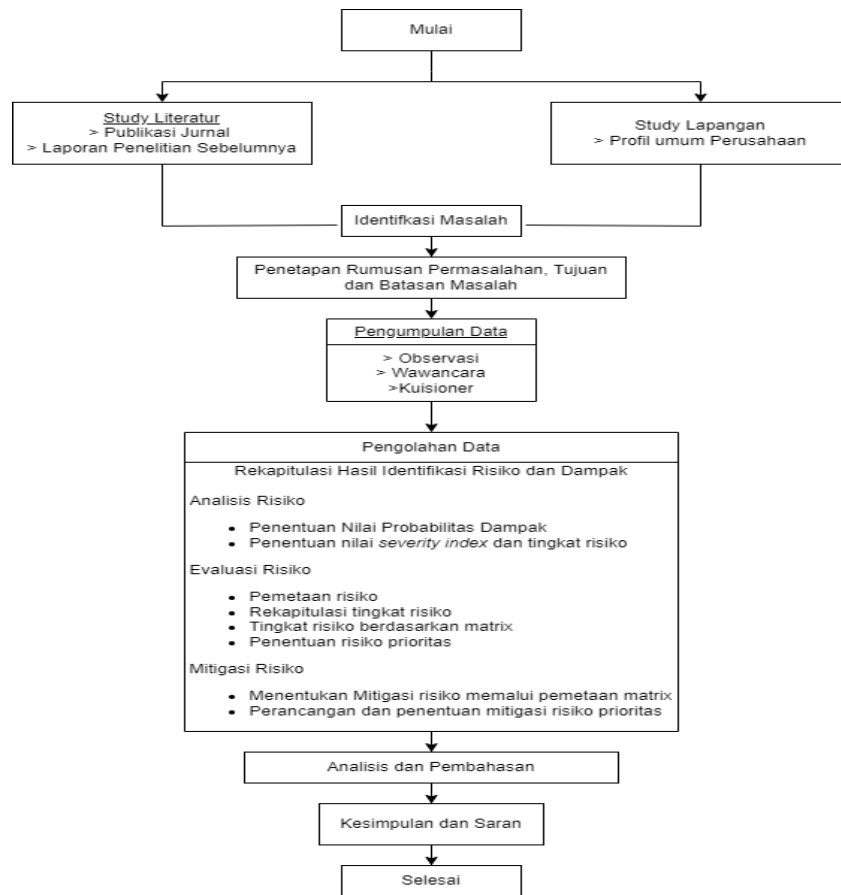 Mulai
Study Literatur
> Publikasi Jurnal
> Laporan Penelitian Sebelumnya
Study Lapangan
> Profil umum Perusahaan
Identifkasi Masalah
Penetapan Rumusan Permasalahan, Tujuan
dan Batasan Masalah
Pengumpulan Data
> Observasi
> Wawancara
>Kuisioner
Pengolahan Data
Rekapitulasi Hasil Identifikasi Risiko dan Dampak
Analisis Risiko
• Penentuan Nilai Probabilitas Dampak
• Penentuan nilai severity index dan tingkat risiko
Evaluasi Risiko
• Pemetaan risiko
• Rekapitulasi tingkat risiko
• Tingkat risiko berdasarkan matrix
• Penentuan risiko prioritas
Mitigasi Risiko
• Menentukan Mitigasi risiko memalui pemetaan matrix
• Perancangan dan penentuan mitigasi risiko prioritas
Analisis dan Pembahasan
Kesimpulan dan Saran
Selesai